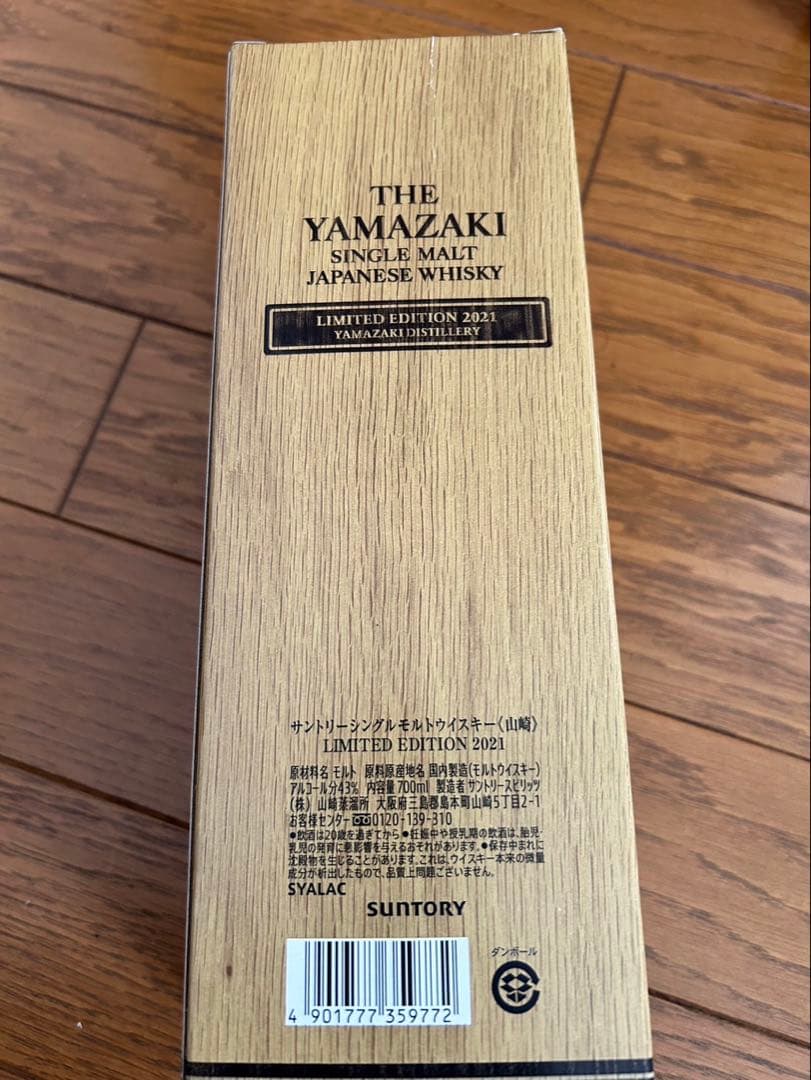 THE
YAMAZAKI
SINGLE MALT
JAPANESE WHISKY
LIMITED EDITION 2021
YAMAZAKI DISTILLERY
サントリーシングルモルトウイスキー〈山崎〉
LIMITED EDITION 2021
原材料名 モルト 原料原産地名 国内製造(モルトウイスキー)
アルコール分43% 内容量700ml 製造者 サントリースピリッツ
(株) 山崎蒸溜所 大阪府三島郡島本町山崎5丁目2-1
お客様センター 0120-139-310
●飲酒は20歳を過ぎてから ●妊娠中や授乳期の飲酒は、胎児・
乳児の発育に悪影響を与えるおそれがあります。●保存中まれに
沈殿物を生じることがあります。これは、ウイスキー本来の微量
成分が析出したもので、品質上問題ございません。
SYALAC
SUNTORY
ダンボール
4 901777 359772